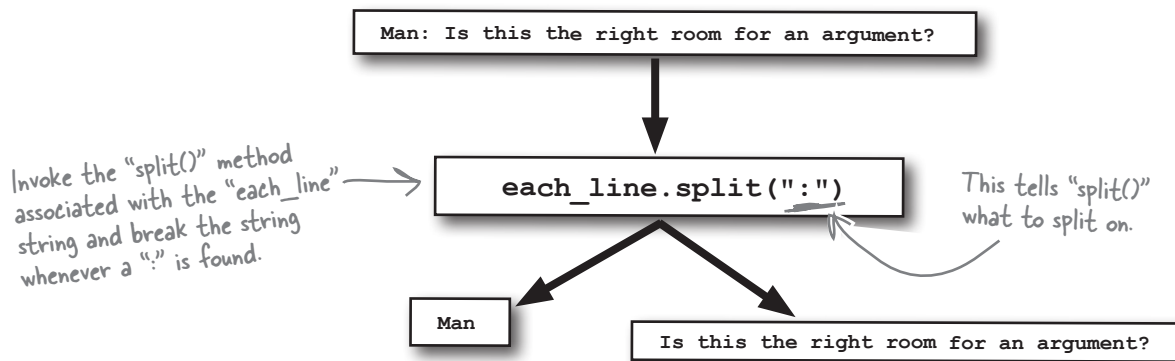 Man: Is this the right room for an argument?
Invoke the “split()” method
associated with the “each_line”
string and break the string
whenever a “:” is found.
each_line.split(":")
This tells “split()”
what to split on.
Man
Is this the right room for an argument?